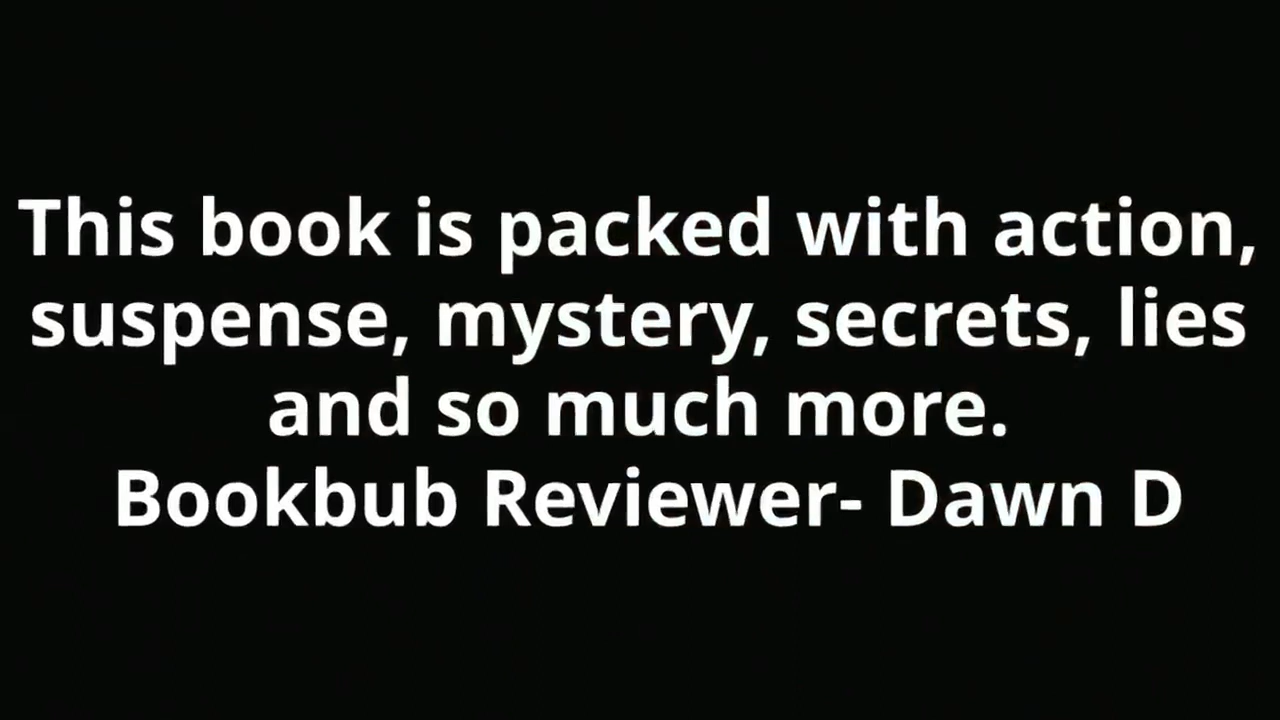 This book is packed with action,
suspense, mystery, secrets, lies
and so much more.
Bookbub Reviewer- Dawn D